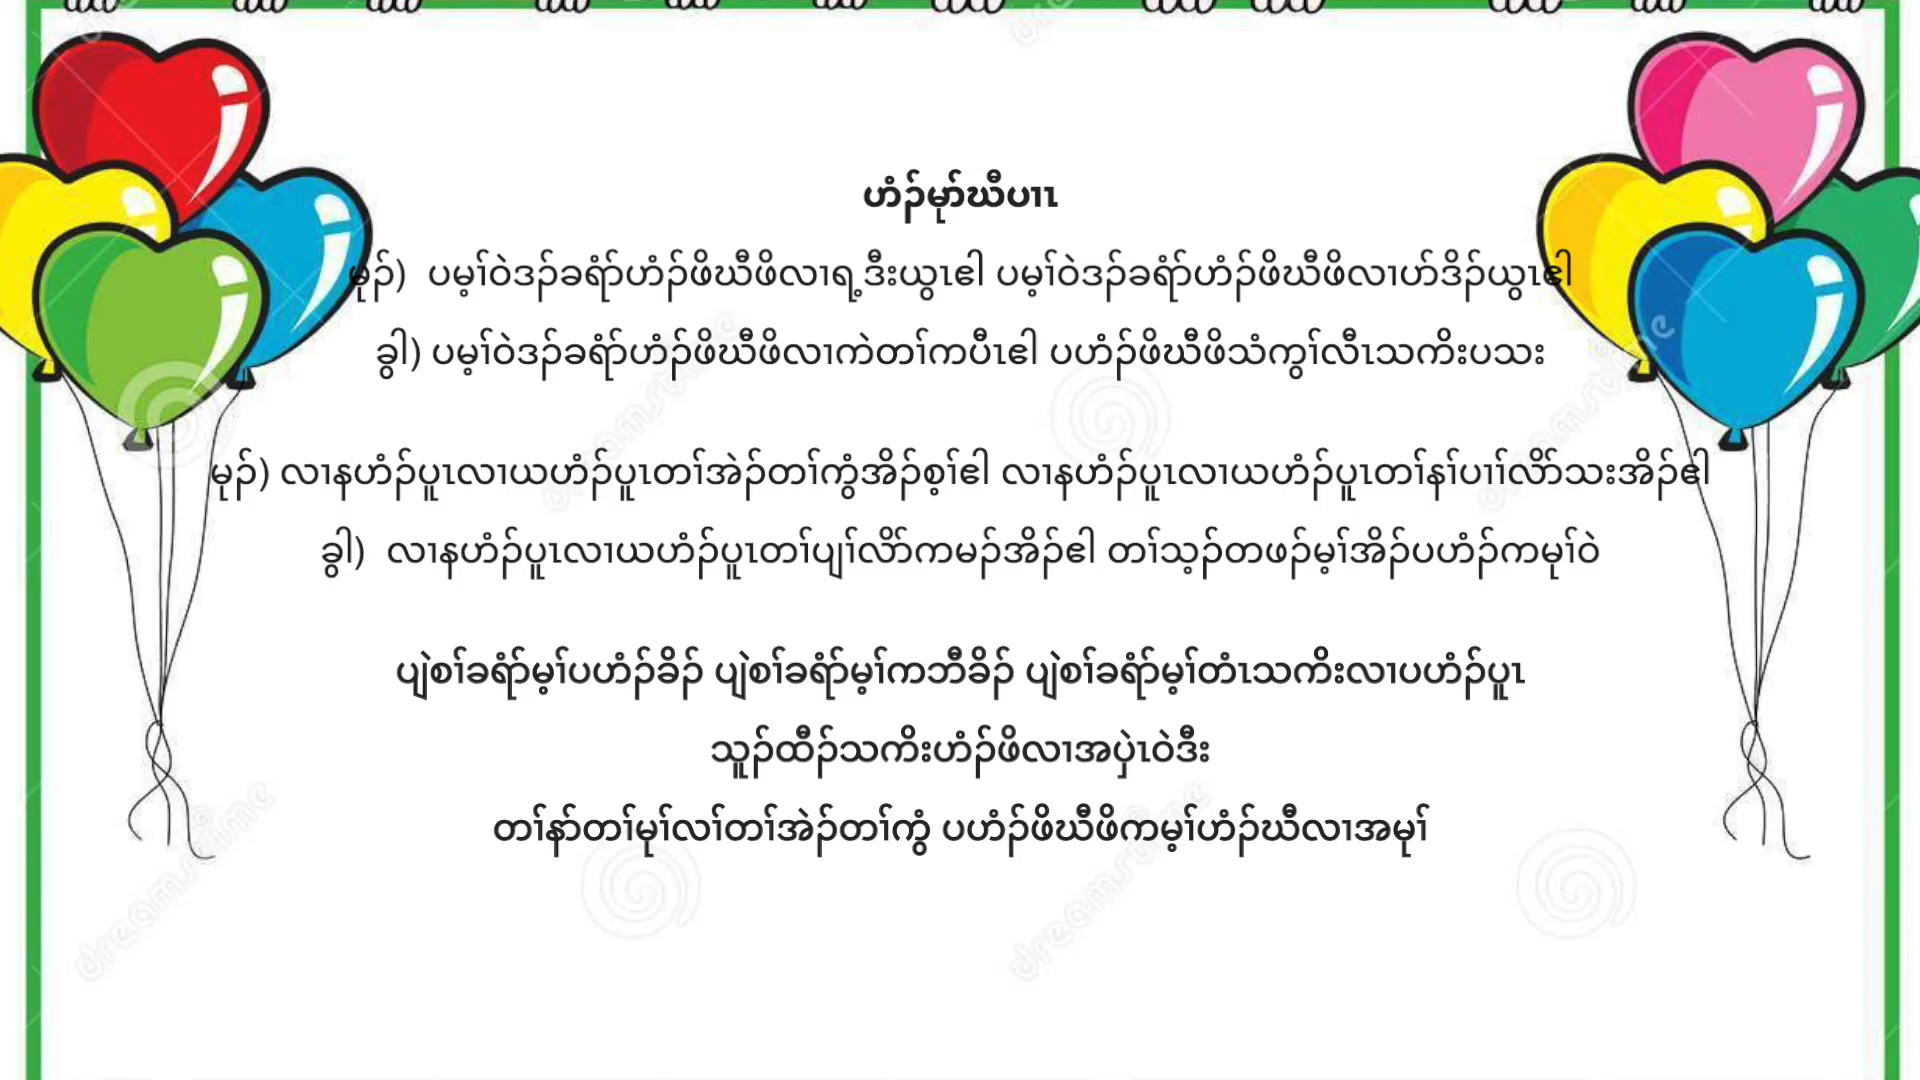 ဟံၣ်မုာ်ဃီပၢၤ
မုၣ်) ပမ့ၢ်ဝဲဒၣ်ခရံာ်ဟံၣ်ဖိဃီဖိလၢရ့ဒီးယွၤဧါ ပမ့ၢ်ဝဲဒၣ်ခရံာ်ဟံၣ်ဖိဃီဖိလၢဟ်ဒိၣ်ယွၤဧါ
ခွါ) ပမ့ၢ်ဝဲဒၣ်ခရံာ်ဟံၣ်ဖိဃီဖိလၢကဲတၢ်ကပီၤဧါ ပဟံၣ်ဖိဃီဖိသံကွၢ်လီၤသကိးပသး
မုၣ်) လၢနဟံၣ်ပူၤလၢယဟံၣ်ပူၤတၢ်အဲၣ်တၢ်ကွံအိၣ်စ့ၢ်ဧါ လၢနဟံၣ်ပူၤလၢယဟံၣ်ပူၤတၢ်နၢ်ပၢၢ်လိာ်သးအိၣ်ဧါ
ခွါ) လၢနဟံၣ်ပူၤလၢယဟံၣ်ပူၤတၢ်ပျၢ်လိာ်ကမၣ်အိၣ်ဧါ တၢ်သ့ၣ်တဖၣ်မ့ၢ်အိၣ်ပဟံၣ်ကမုၢ်ဝဲ
ပျဲစၢ်ခရံာ်မ့ၢ်ပဟံၣ်ခိၣ် ပျဲစၢ်ခရံာ်မ့ၢ်ကဘီခိၣ် ပျဲစၢ်ခရံာ်မ့ၢ်တံၤသကိးလၢပဟံၣ်ပူၤ
သူၣ်ထီၣ်သကိးဟံၣ်ဖိလၢအပှဲၤဝဲဒီး
တၢ်နာ်တၢ်မုၢ်လၢ်တၢ်အဲၣ်တၢ်ကွံ ပဟံၣ်ဖိဃီဖိကမ့ၢ်ဟံၣ်ဃီလၢအမုၢ်
dreamstime
dreamstime
dreamstime
dreamstime